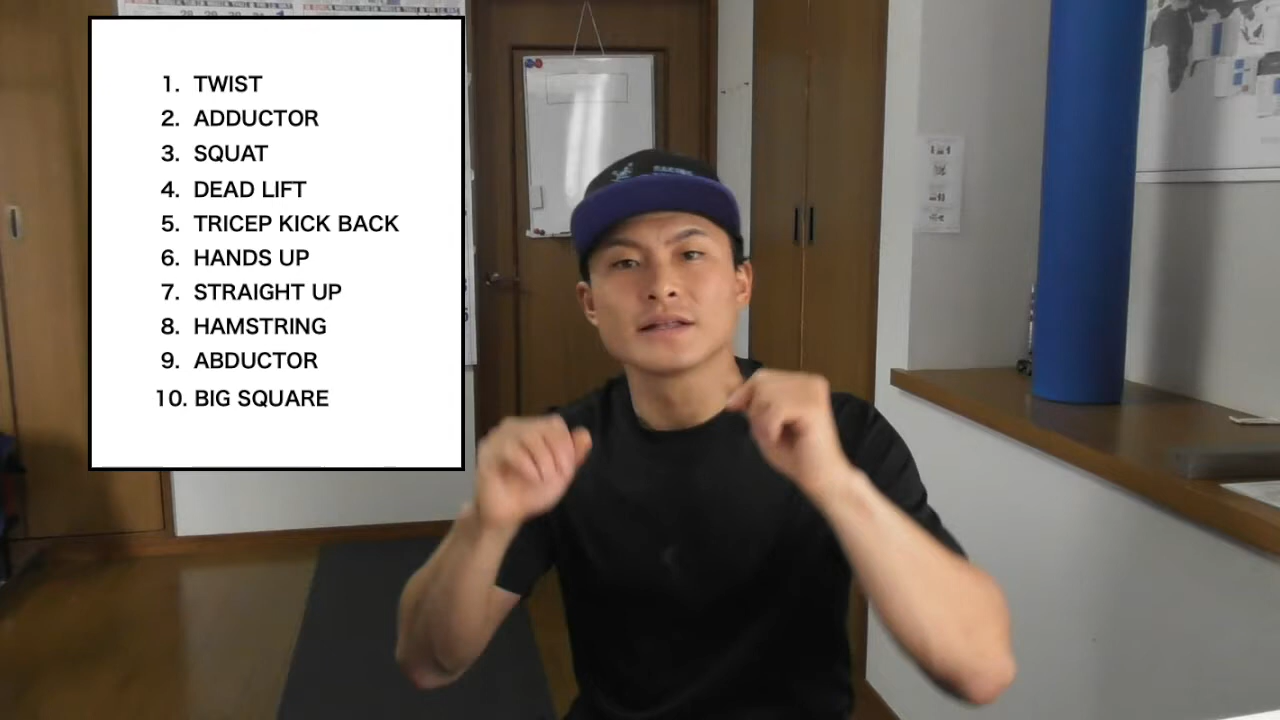 1. TWIST
2. ADDUCTOR
3. SQUAT
4. DEAD LIFT
5. TRICEP KICK BACK
6. HANDS UP
7. STRAIGHT UP
8. HAMSTRING
9. ABDUCTOR
10. BIG SQUARE